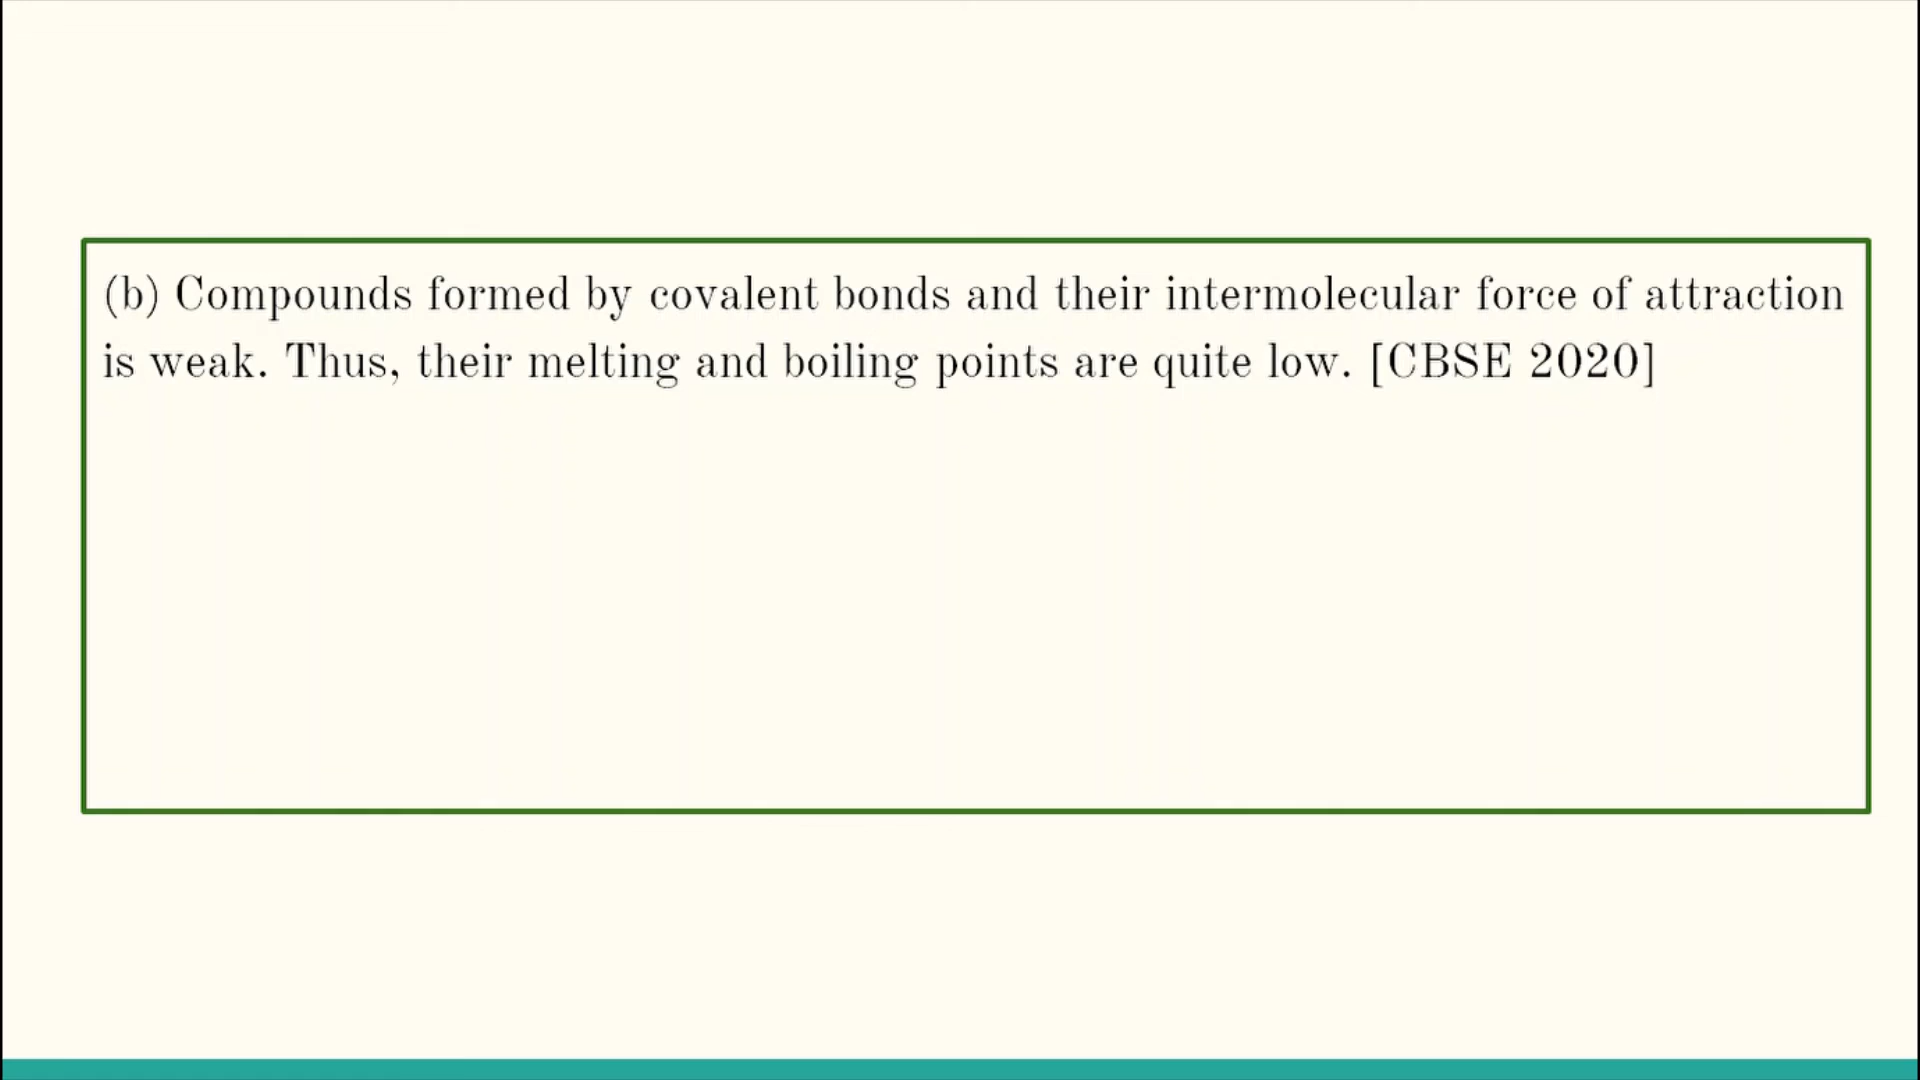 (b) Compounds formed by covalent bonds and their intermolecular force of attraction
is weak. Thus, their melting and boiling points are quite low. [CBSE 2020]